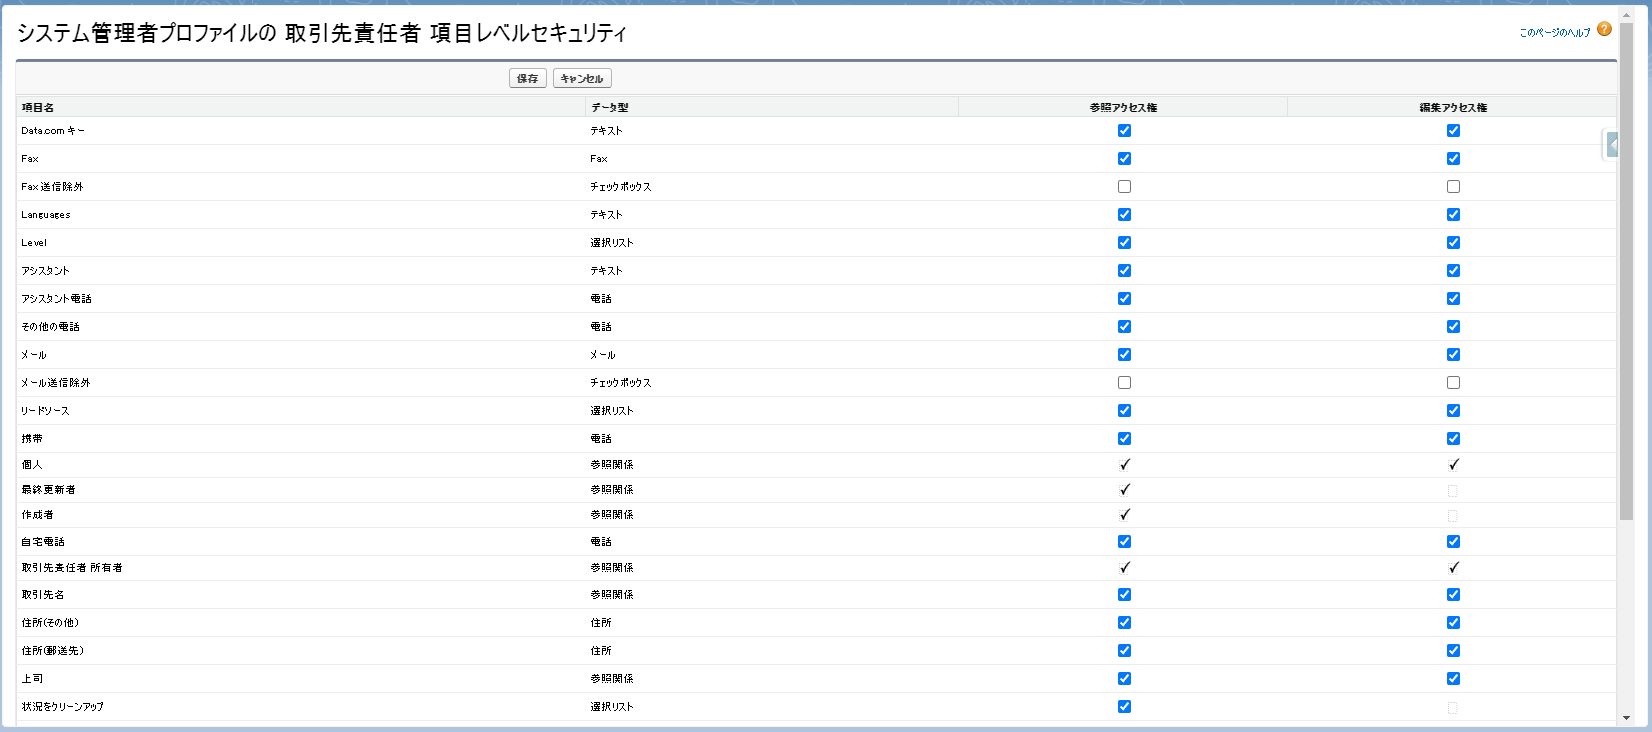 システム管理者プロファイルの 取引先責任者 項目レベルセキュリティ
このページのヘルプ
保存 キャンセル
項目名 データ型 参照アクセス権 編集アクセス権
Data.com キー テキスト
Fax Fax
Fax 送信除外 チェックボックス
Languages テキスト
Level 選択リスト
アシスタント テキスト
アシスタント電話 電話
その他の電話 電話
メール メール
メール送信除外 チェックボックス
リードソース 選択リスト
携帯 電話
個人 参照関係
最終更新者 参照関係
作成者 参照関係
自宅電話 電話
取引先責任者 所有者 参照関係
取引先名 参照関係
住所(その他) 住所
住所(郵送先) 住所
上司 参照関係
状況をクリーンアップ 選択リスト